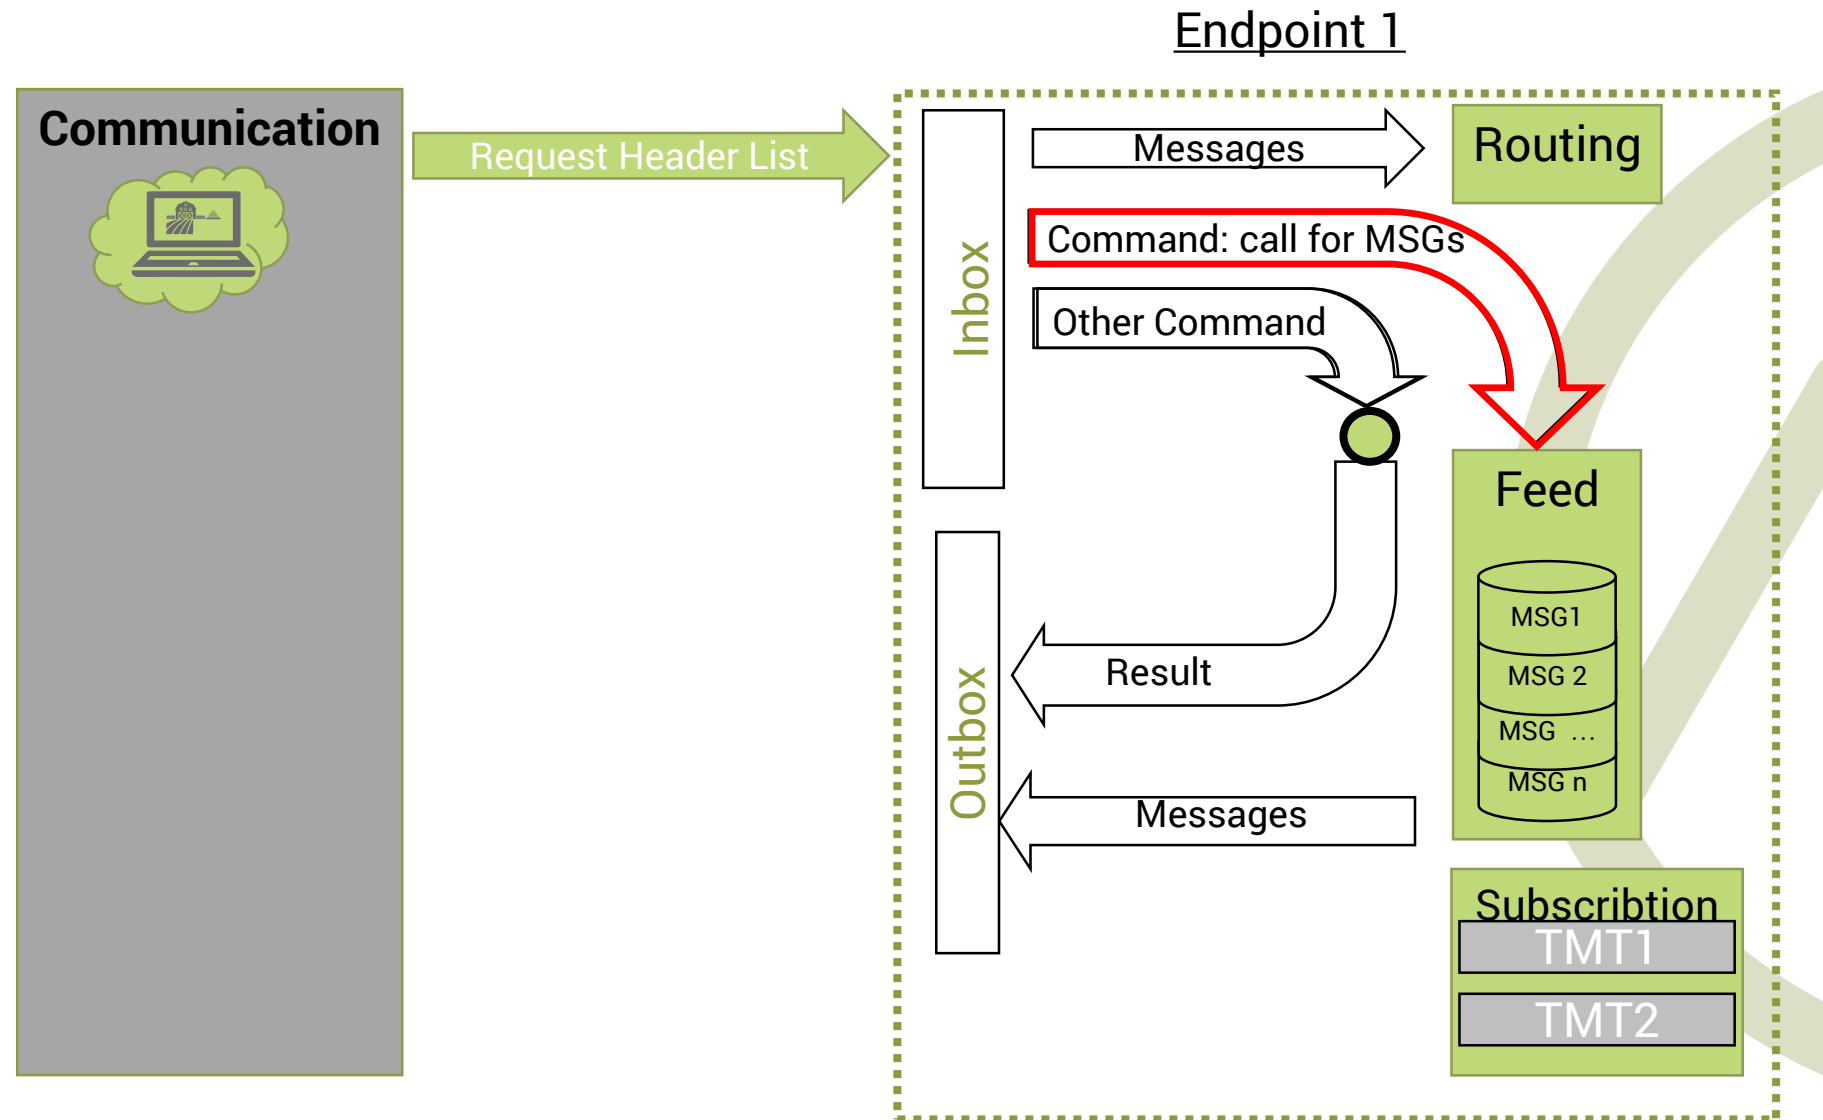 Endpoint 1
Communication
Request Header List
Inbox
Messages
Routing
Command: call for MSGs
Other Command
Feed
MSG1
MSG 2
MSG ...
MSG n
Outbox
Result
Messages
Subscribtion
TMT1
TMT2